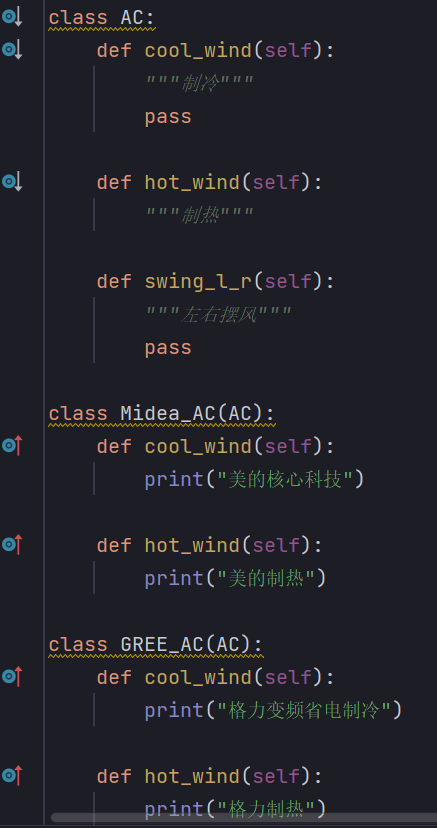 class AC:
    def cool_wind(self):
        """制冷"""
        pass
    def hot_wind(self):
        """制热"""
    def swing_l_r(self):
        """左右摆风"""
        pass
class Midea_AC(AC):
    def cool_wind(self):
        print("美的核心科技")
    def hot_wind(self):
        print("美的制热")
class GREE_AC(AC):
    def cool_wind(self):
        print("格力变频省电制冷")
    def hot_wind(self):
        print("格力制热")